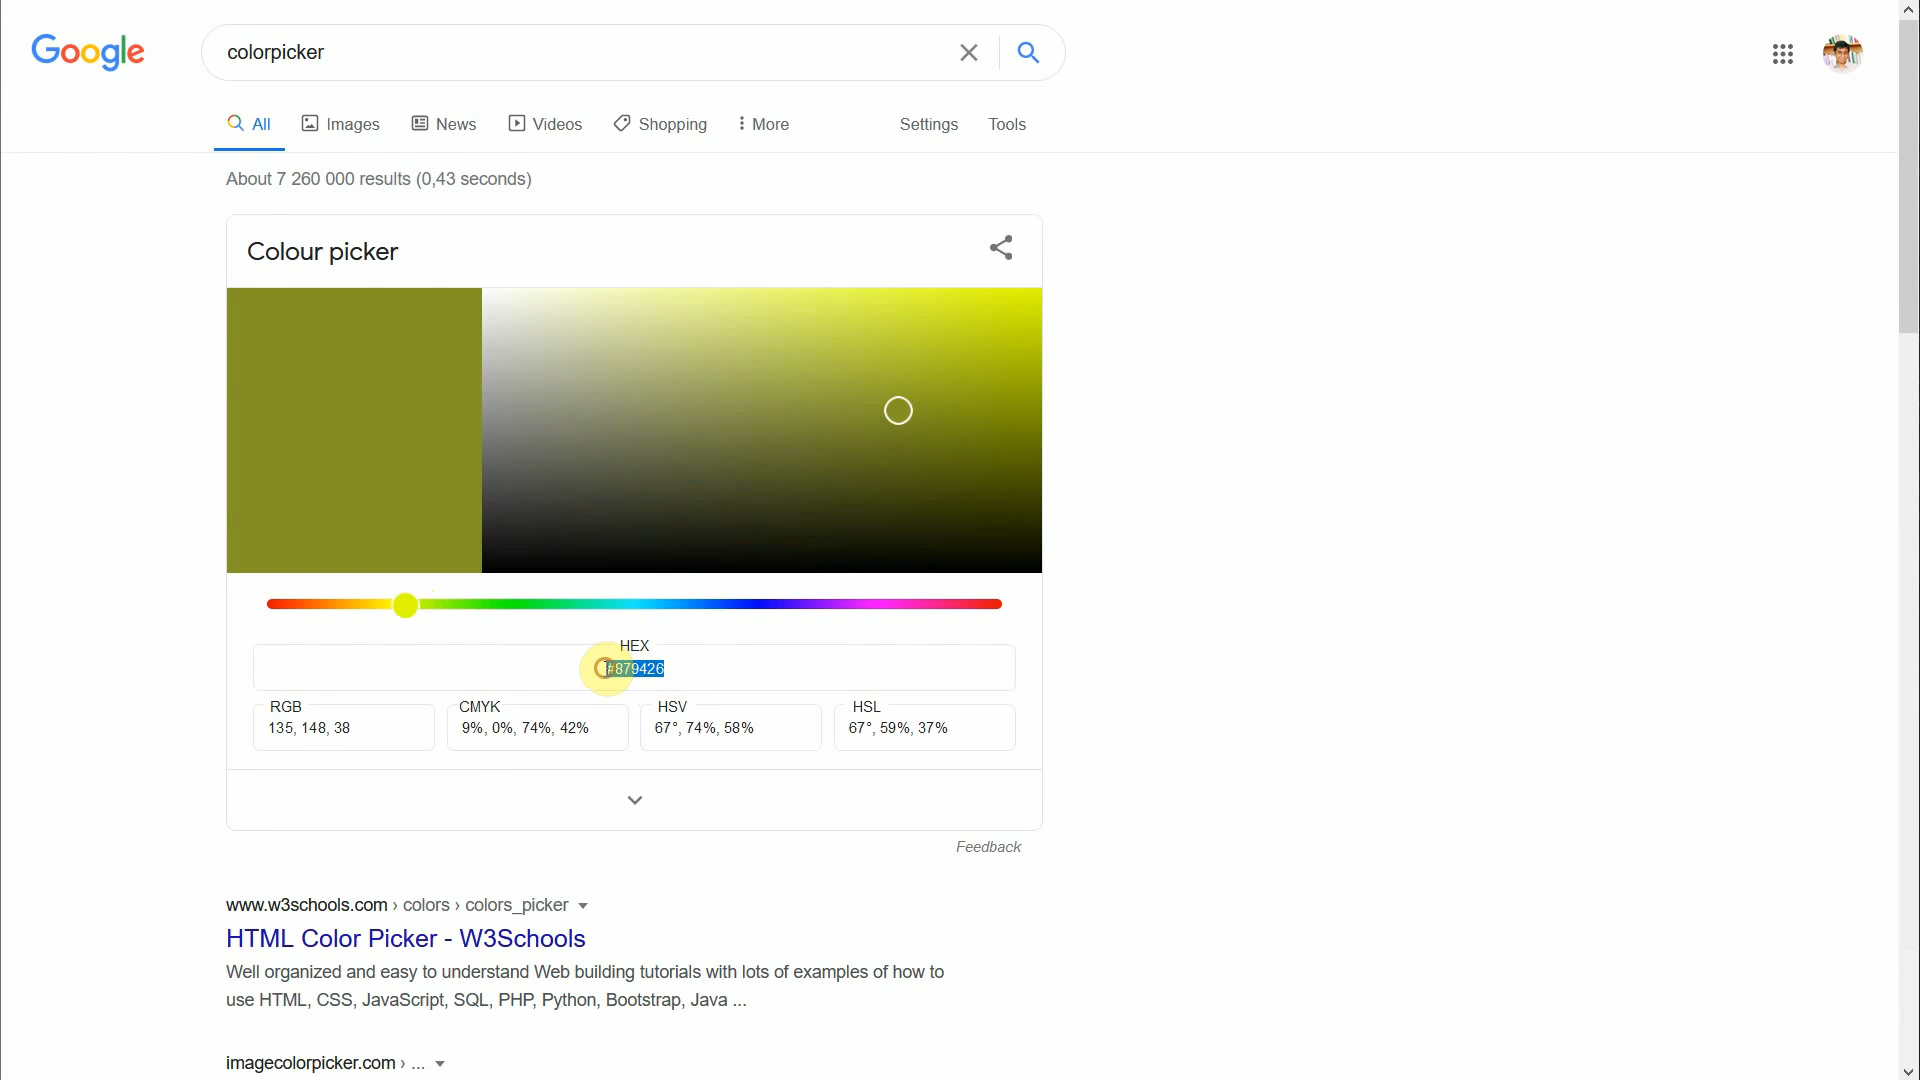 Google
colorpicker
All Images News Videos Shopping More Settings Tools
About 7 260 000 results (0,43 seconds)
Colour picker
HEX
#879426
RGB CMYK HSV HSL
135, 148, 38 9%, 0%, 74%, 42% 67°, 74%, 58% 67°, 59%, 37%
Feedback
www.w3schools.com › colors › colors_picker
HTML Color Picker - W3Schools
Well organized and easy to understand Web building tutorials with lots of examples of how to
use HTML, CSS, JavaScript, SQL, PHP, Python, Bootstrap, Java ...
imagecolorpicker.com › ...